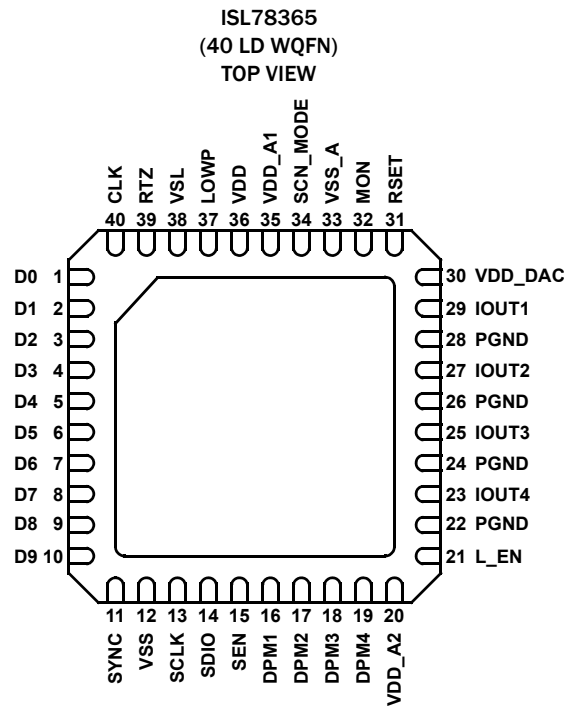 ISL78365
(40 LD WQFN)
TOP VIEW
CLK
RTZ
VSL
LOWP
VDD
VDD_A1
SCN_MODE
VSS_A
MON
RSET
40 39 38 37 36 35 34 33 32 31
D0 1
D1 2
D2 3
D3 4
D4 5
D5 6
D6 7
D7 8
D8 9
D9 10
30 VDD_DAC
29 IOUT1
28 PGND
27 IOUT2
26 PGND
25 IOUT3
24 PGND
23 IOUT4
22 PGND
21 L_EN
11 12 13 14 15 16 17 18 19 20
SYNC
VSS
SCLK
SDIO
SEN
DPM1
DPM2
DPM3
DPM4
VDD_A2